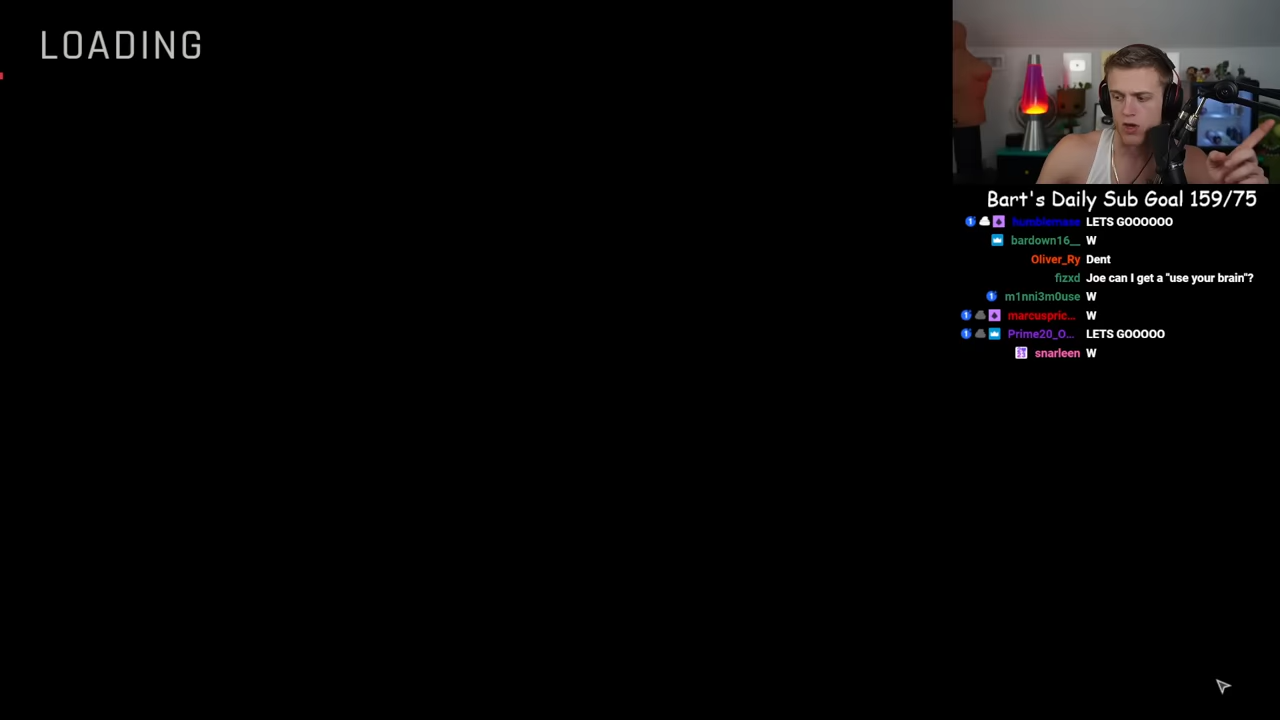 LOADING
Bart's Daily Sub Goal 159/75
humblemose LETS GOOOOOO
bardown16__ W
Oliver_Ry Dent
fizxd Joe can I get a "use your brain"?
m1nni3m0use W
marcuspric... W
Prime20_O... LETS GOOOOO
snarleen W